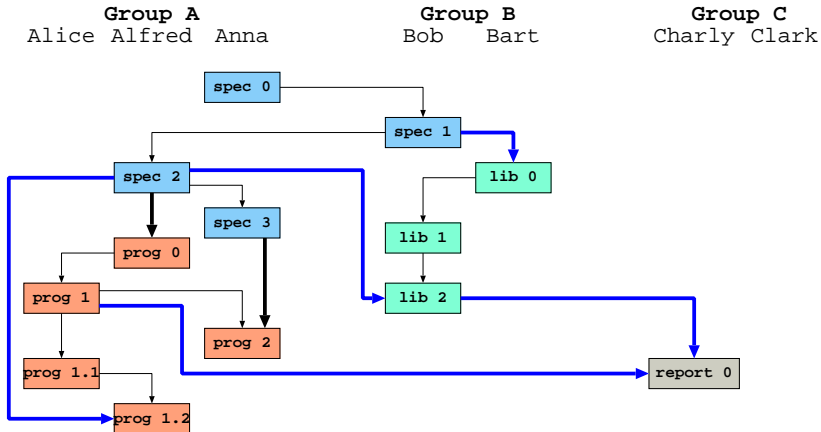 Group A Group B Group C
Alice Alfred Anna Bob Bart Charly Clark
spec 0
spec 1
spec 2 lib 0
spec 3
prog 0 lib 1
prog 1 lib 2
prog 2
prog 1.1 report 0
prog 1.2